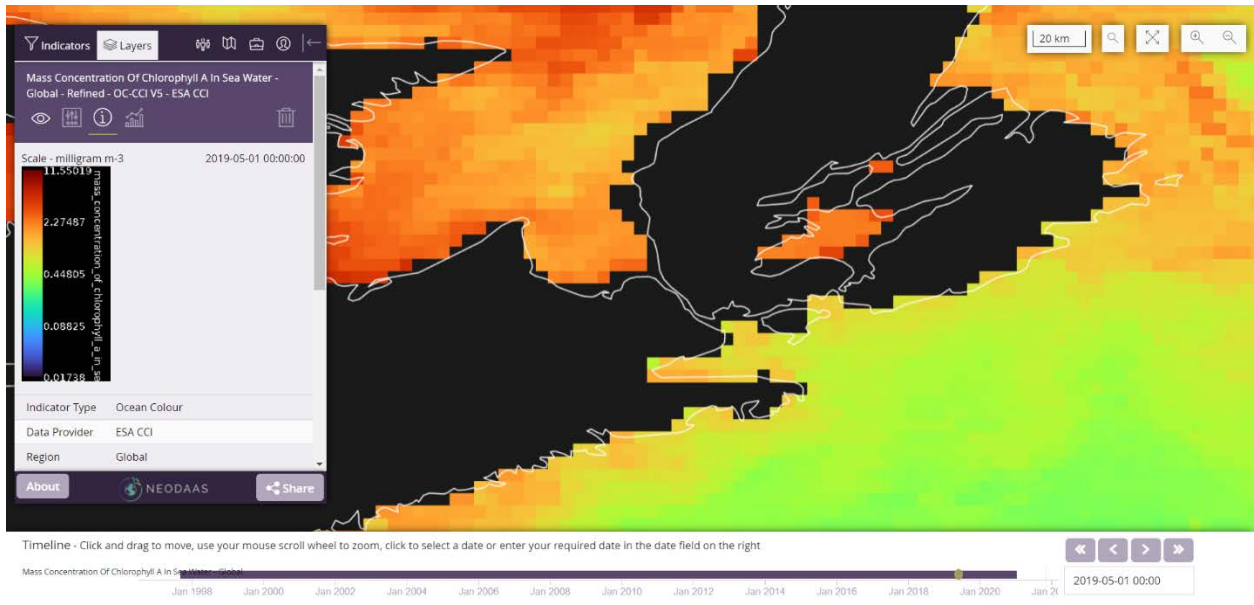 Indicators
Layers
Mass Concentration Of Chlorophyll A In Sea Water -
Global - Refined - OC-CCI V5 - ESA CCI
Scale - milligram m-3
2019-05-01 00:00:00
11.55019
2.27487
0.44805
0.08825
0.01738
mass_concentration_of_chlorophyll_a_in_se
Indicator Type Ocean Colour
Data Provider ESA CCI
Region Global
About
NEODAAS
Share
20 km
Timeline - Click and drag to move, use your mouse scroll wheel to zoom, click to select a date or enter your required date in the date field on the right
Mass Concentration Of Chlorophyll A In Sea Water - Global
Jan 1998 Jan 2000 Jan 2002 Jan 2004 Jan 2006 Jan 2008 Jan 2010 Jan 2012 Jan 2014 Jan 2016 Jan 2018 Jan 2020 Jan 20
2019-05-01 00:00